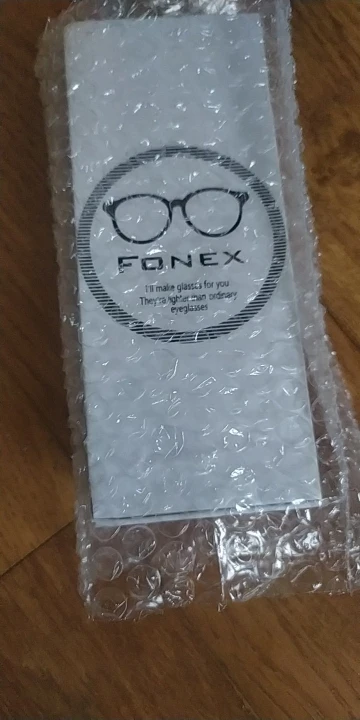 FONEX
I'll make glasses for you
They're lighter than ordinary
eyeglasses